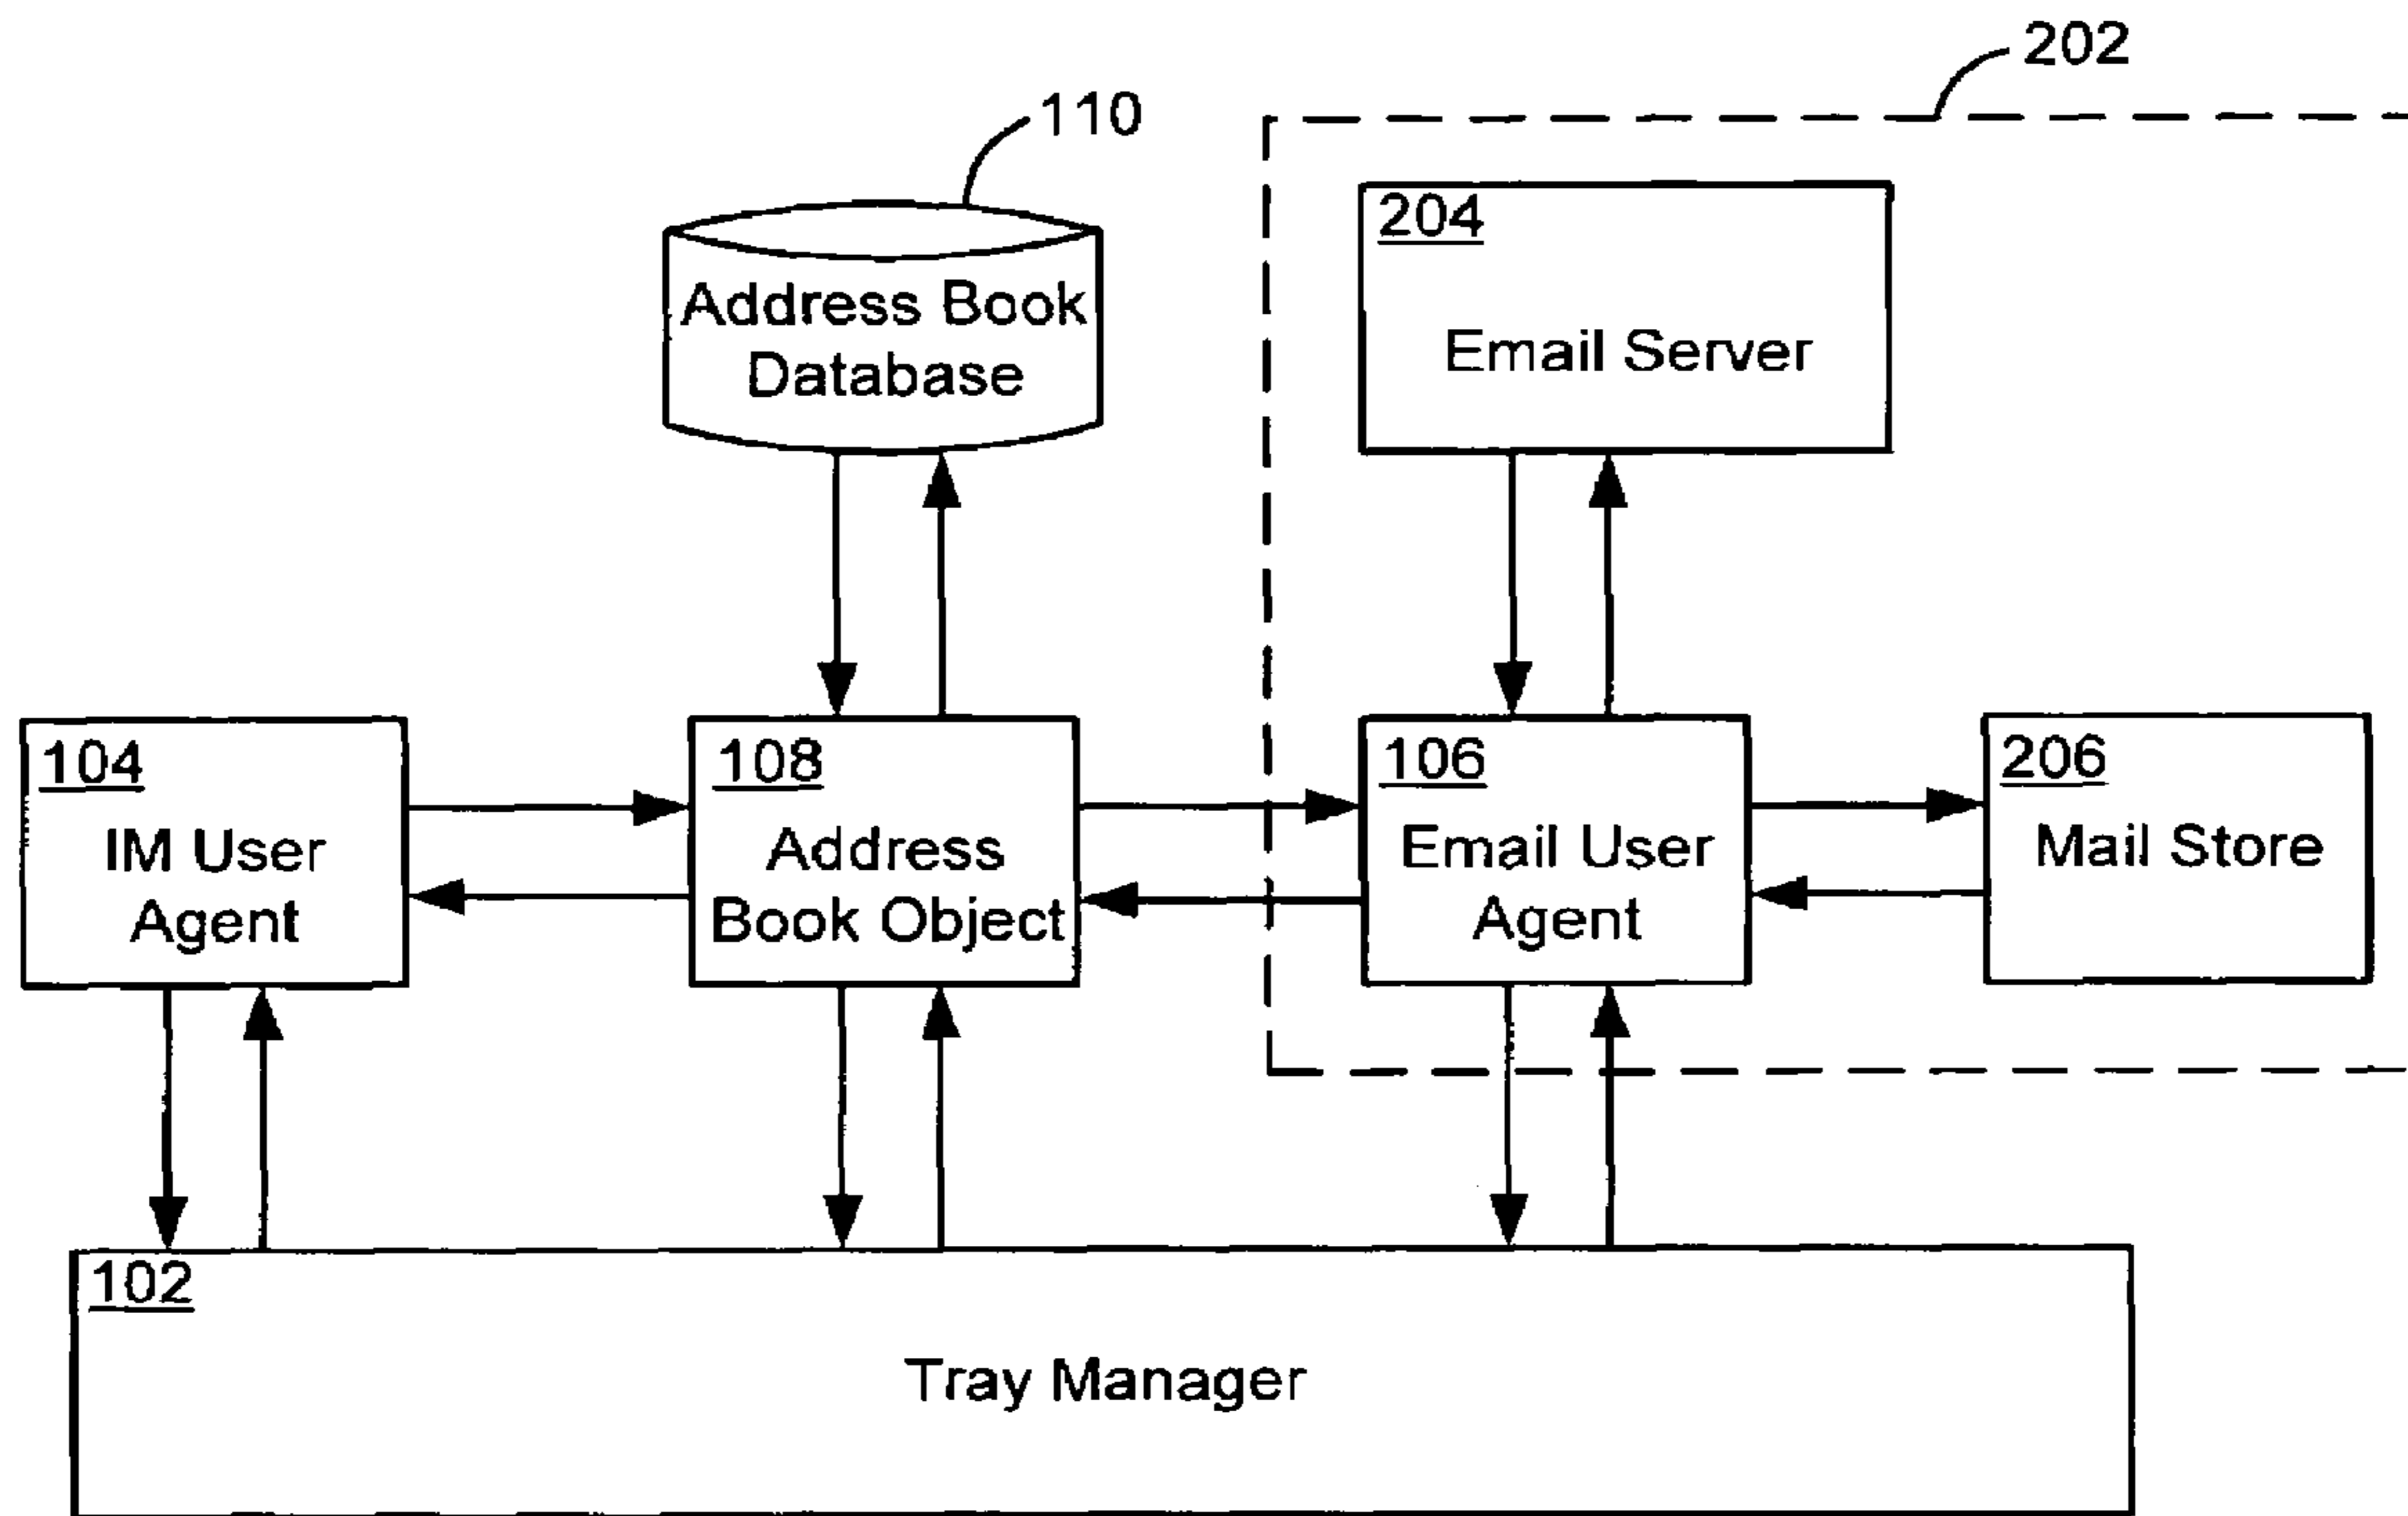 202
110
Address Book
Database
204
Email Server
104
IM User
Agent
108
Address
Book Object
106
Email User
Agent
206
Mail Store
102
Tray Manager